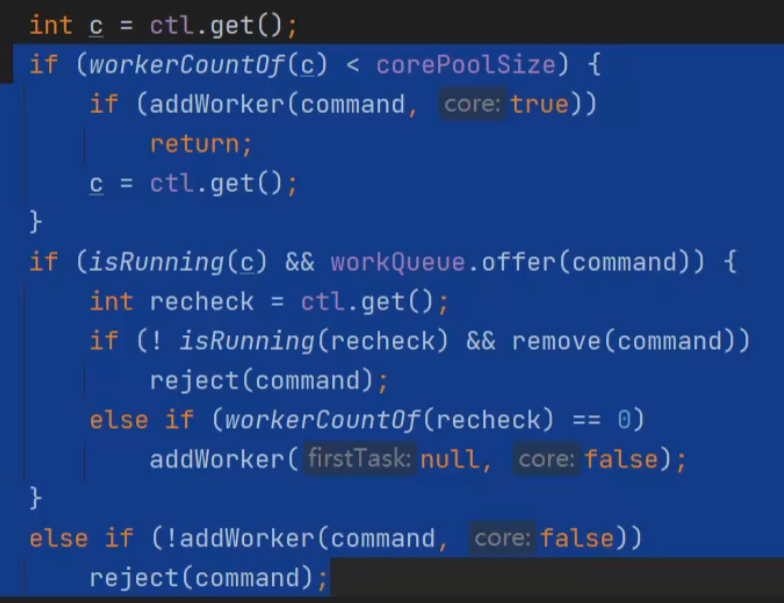 int c = ctl.get();
if (workerCountOf(c) < corePoolSize) {
if (addWorker(command, core: true))
return;
c = ctl.get();
}
if (isRunning(c) && workQueue.offer(command)) {
int recheck = ctl.get();
if (! isRunning(recheck) && remove(command))
reject(command);
else if (workerCountOf(recheck) == 0)
addWorker( firstTask: null, core: false);
}
else if (!addWorker(command, core: false))
reject(command);